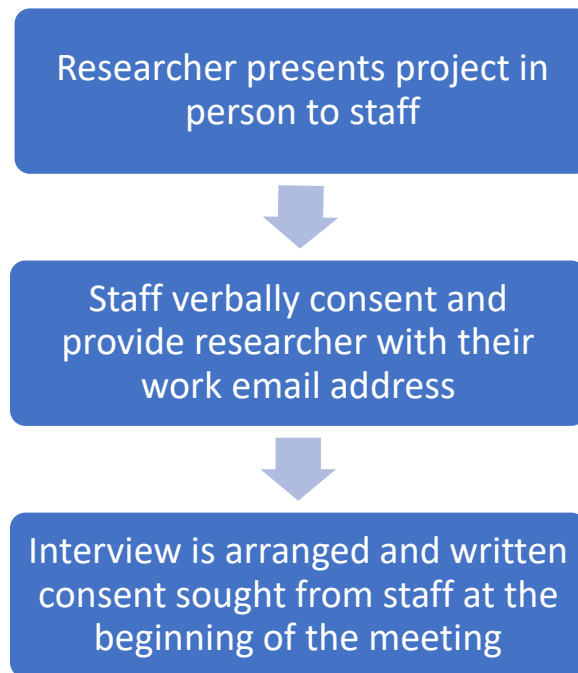 Researcher presents project in
person to staff
Staff verbally consent and
provide researcher with their
work email address
Interview is arranged and written
consent sought from staff at the
beginning of the meeting